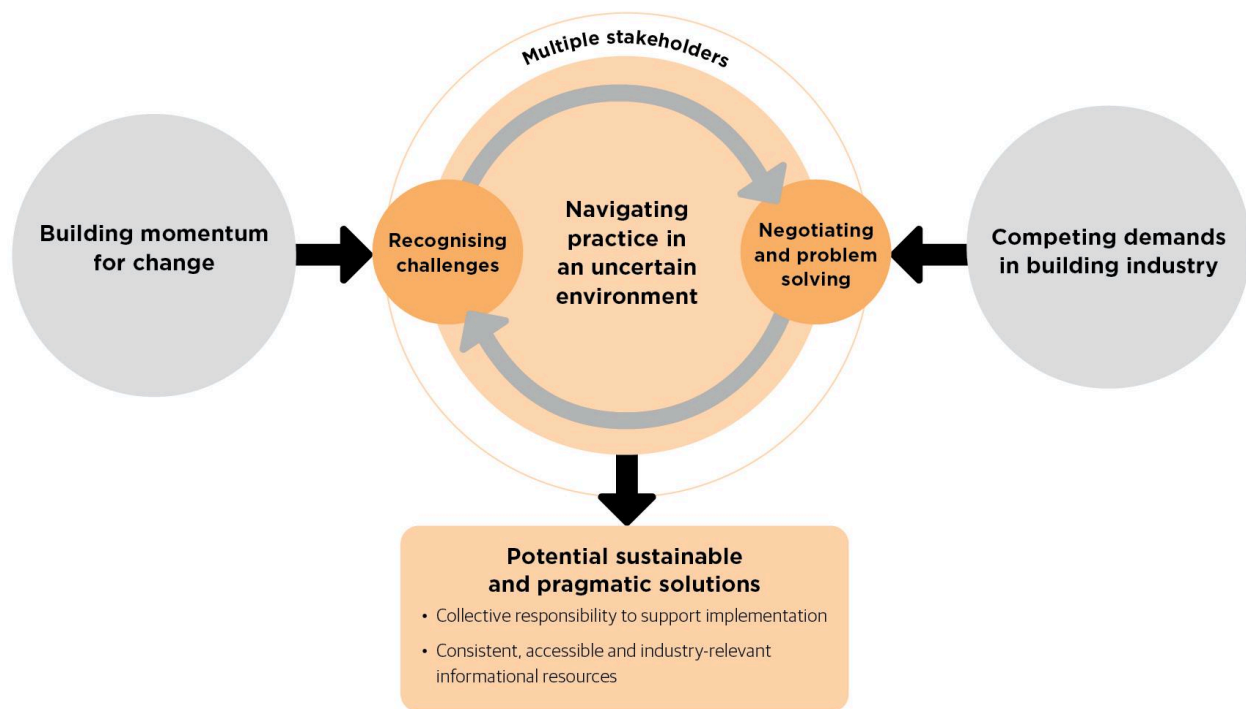 Multiple stakeholders
Building momentum
for change
Recognising
challenges
Navigating
practice in
an uncertain
environment
Negotiating
and problem
solving
Competing demands
in building industry
Potential sustainable
and pragmatic solutions
• Collective responsibility to support implementation
• Consistent, accessible and industry-relevant
informational resources